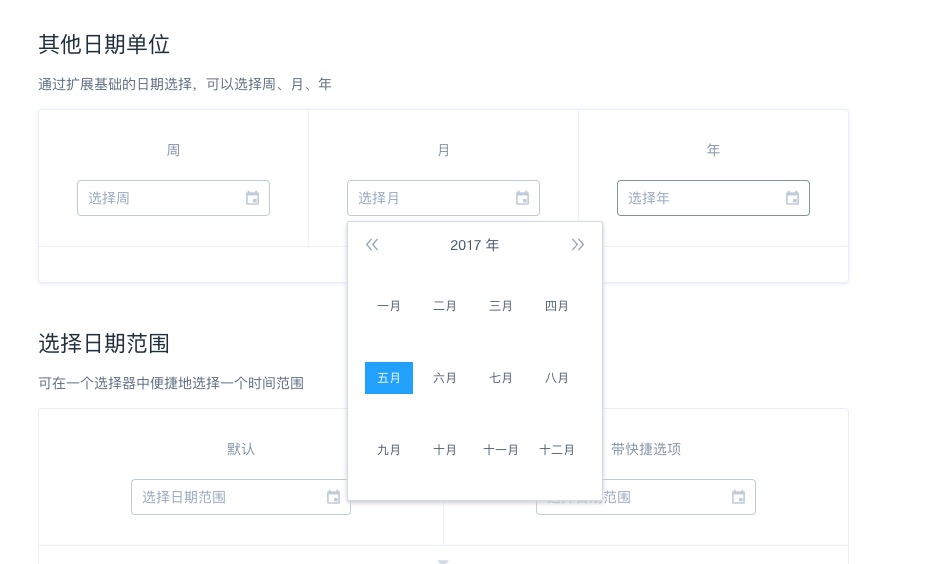 其他日期单位
通过扩展基础的日期选择，可以选择周、月、年
周
月
年
选择周
选择月
选择年
2017 年
一月
二月
三月
四月
五月
六月
七月
八月
九月
十月
十一月
十二月
选择日期范围
可在一个选择器中便捷地选择一个时间范围
默认
带快捷选项
选择日期范围
选择日期范围